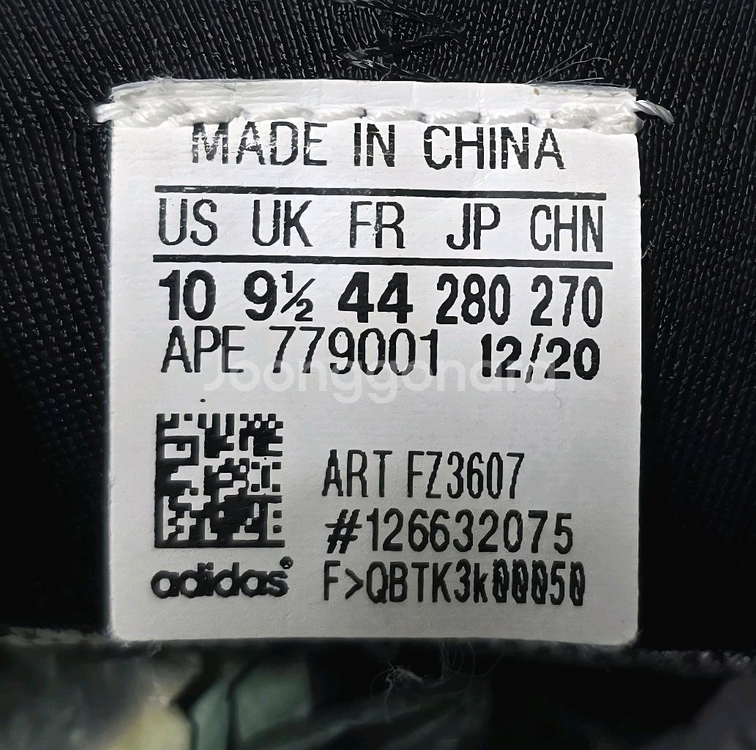 MADE IN CHINA
US UK FR JP CHN
10 9½ 44 280 270
APE 779001 12/20
Joonggonara
ART FZ3607
#126632075
adidas® F>QBTK3k00050